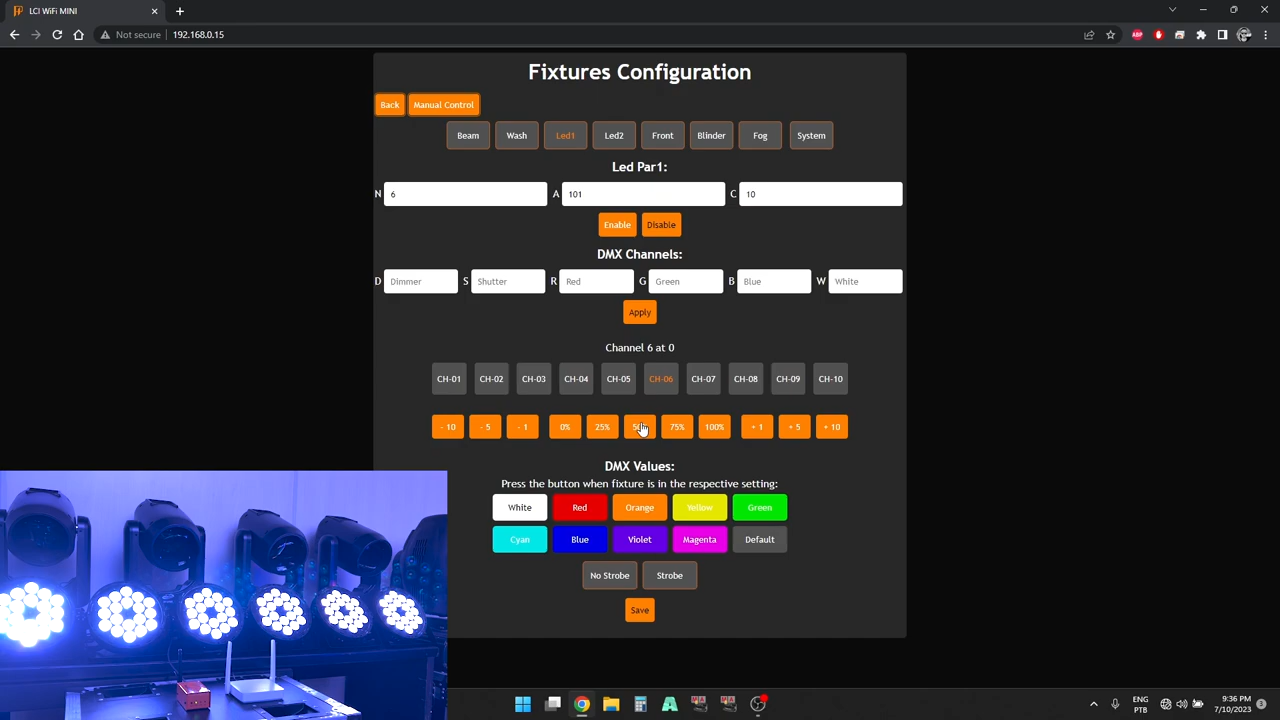 LCI WiFi MINI
Not secure
192.168.0.15
ABP
Fixtures Configuration
Back
Manual Control
Beam
Wash
Led1
Led2
Front
Blinder
Fog
System
Led Par1:
N
6
A
101
C
10
Enable
Disable
DMX Channels:
D
Dimmer
S
Shutter
R
Red
G
Green
B
Blue
W
White
Apply
Channel 6 at 0
CH-01
CH-02
CH-03
CH-04
CH-05
CH-06
CH-07
CH-08
CH-09
CH-10
- 10
- 5
- 1
0%
25%
75%
100%
+ 1
+ 5
+ 10
DMX Values:
Press the button when fixture is in the respective setting:
White
Red
Orange
Yellow
Green
Cyan
Blue
Violet
Magenta
Default
No Strobe
Strobe
Save
ENG
PTB
9:36 PM
7/10/2023